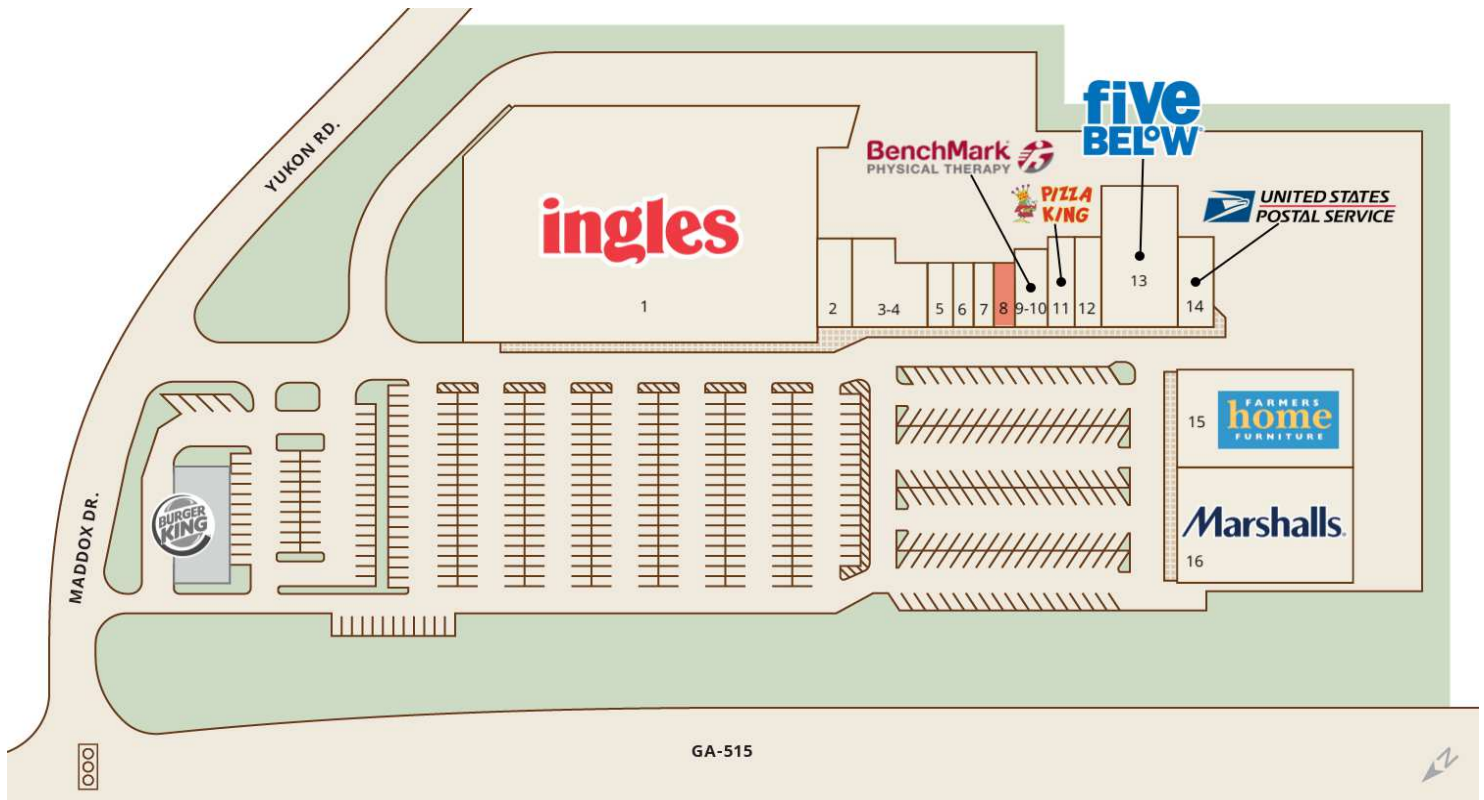 YUKON RD.
five
BELOW
BenchMark
PHYSICAL THERAPY
PIZZA
KING
UNITED STATES
POSTAL SERVICE
ingles
1
2
3-4
5
6
7
8
9-10
11
12
13
14
15
FARMERS
home
FURNITURE
Marshalls
16
BURGER
KING
MADDOX DR.
GA-515
N